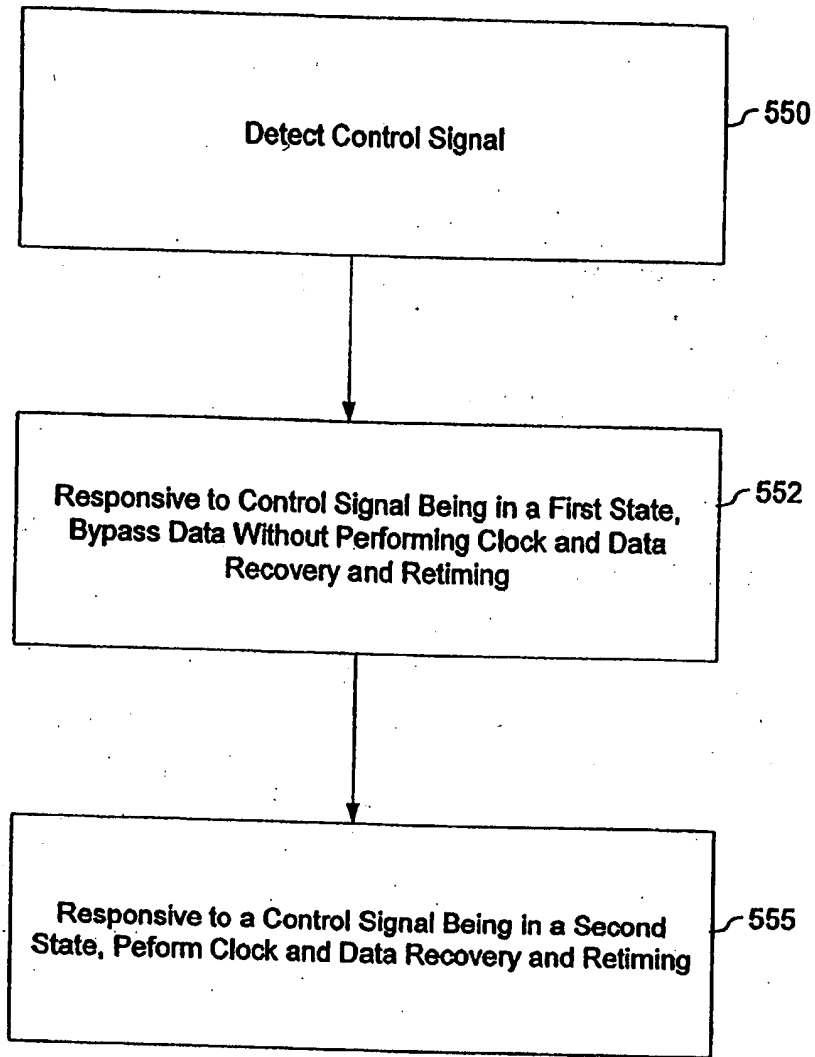 Detect Control Signal
550
Responsive to Control Signal Being in a First State,
Bypass Data Without Performing Clock and Data
Recovery and Retiming
552
Responsive to a Control Signal Being in a Second
State, Peform Clock and Data Recovery and Retiming
555